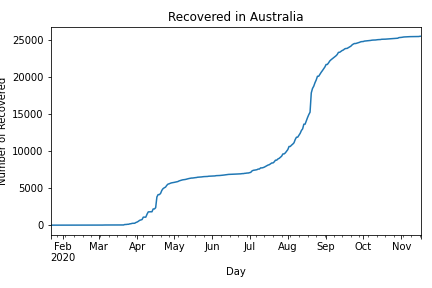 Recovered in Australia
Number of Recovered
25000
20000
15000
10000
5000
0
Feb Mar Apr May Jun Jul Aug Sep Oct Nov
2020
Day